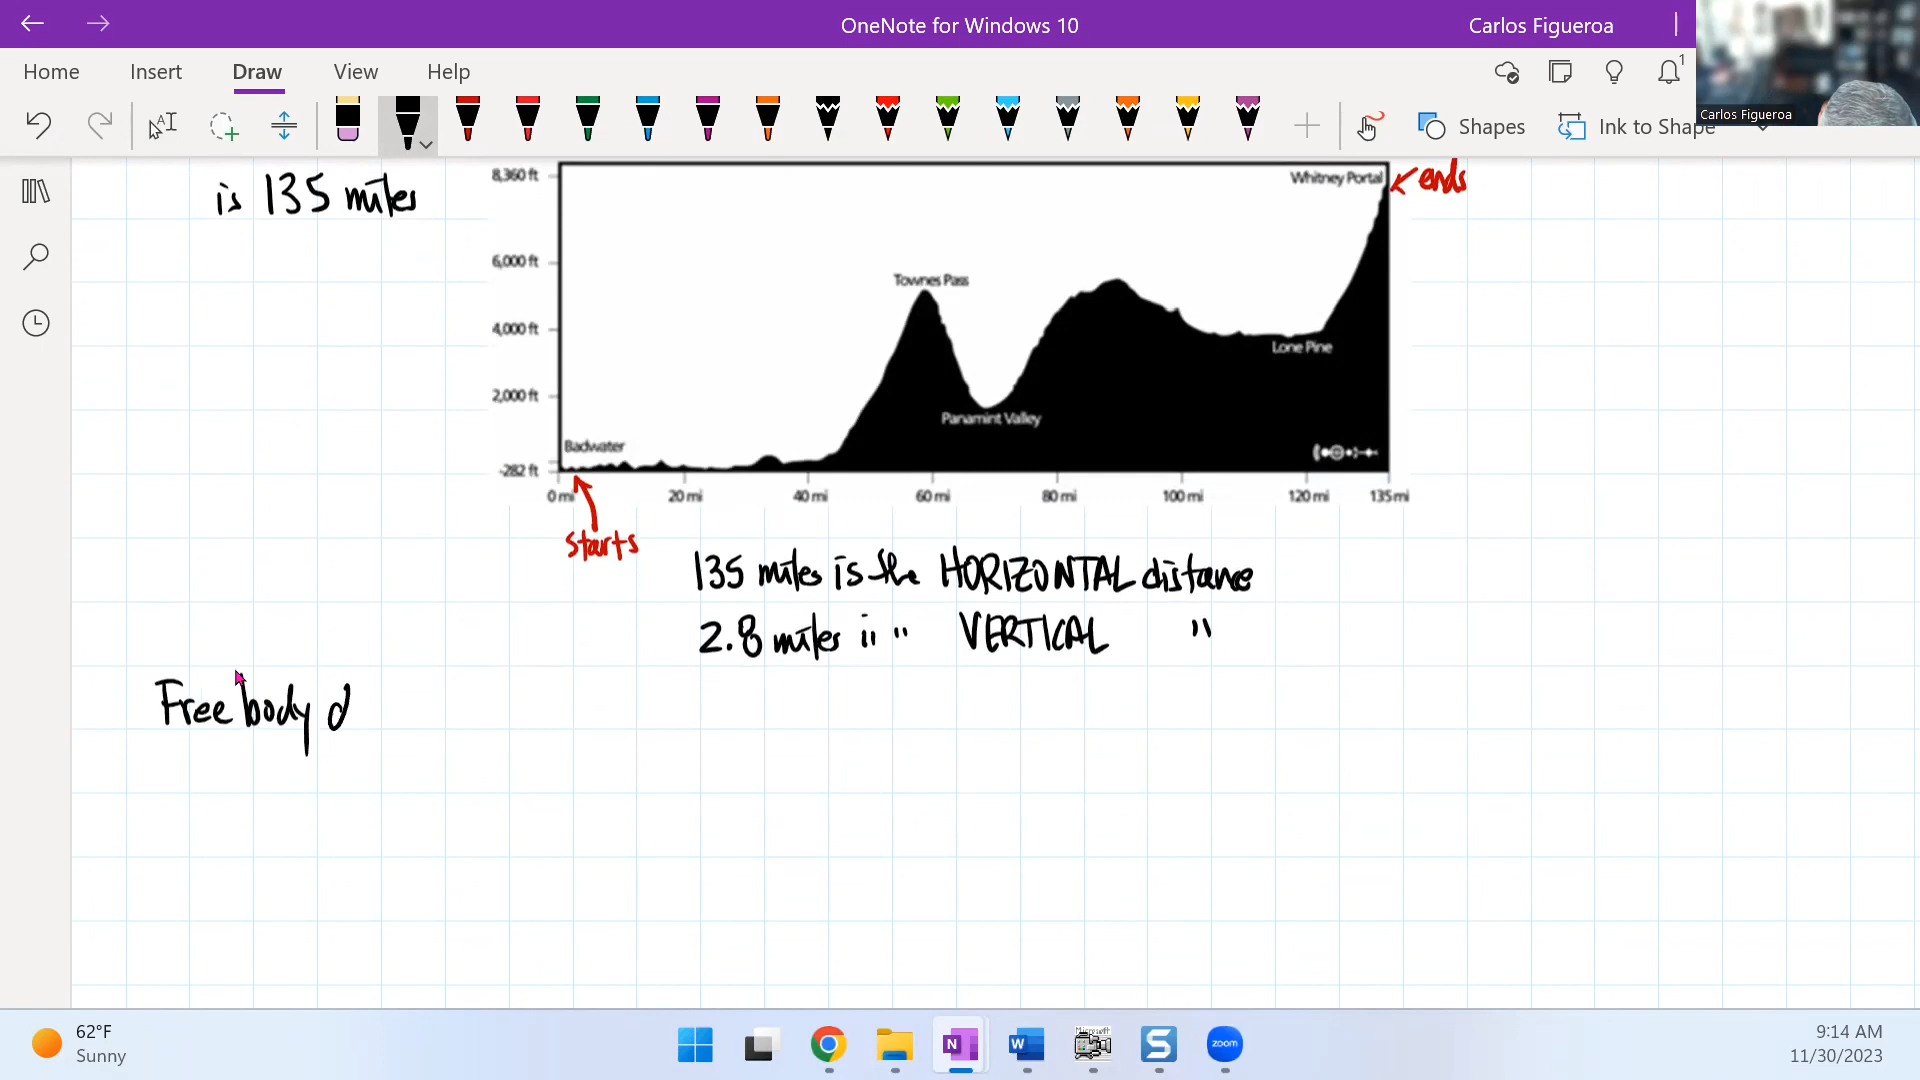 OneNote for Windows 10
Carlos Figueroa
Home Insert Draw View Help
1
Shapes
Ink to Shape
Carlos Figueroa
is 135 miles
8,360 ft
Whitney Portal
ends
6,000 ft
Townes Pass
4,000 ft
Lone Pine
2,000 ft
Panamint Valley
Badwater
-282 ft
0 mi 20 mi 40 mi 60 mi 80 mi 100 mi 120 mi 135 mi
starts
135 miles is the HORIZONTAL distance
2.8 miles " " VERTICAL "
Free body d
62°F
Sunny
Microsoft
N
W
S
zoom
9:14 AM
11/30/2023